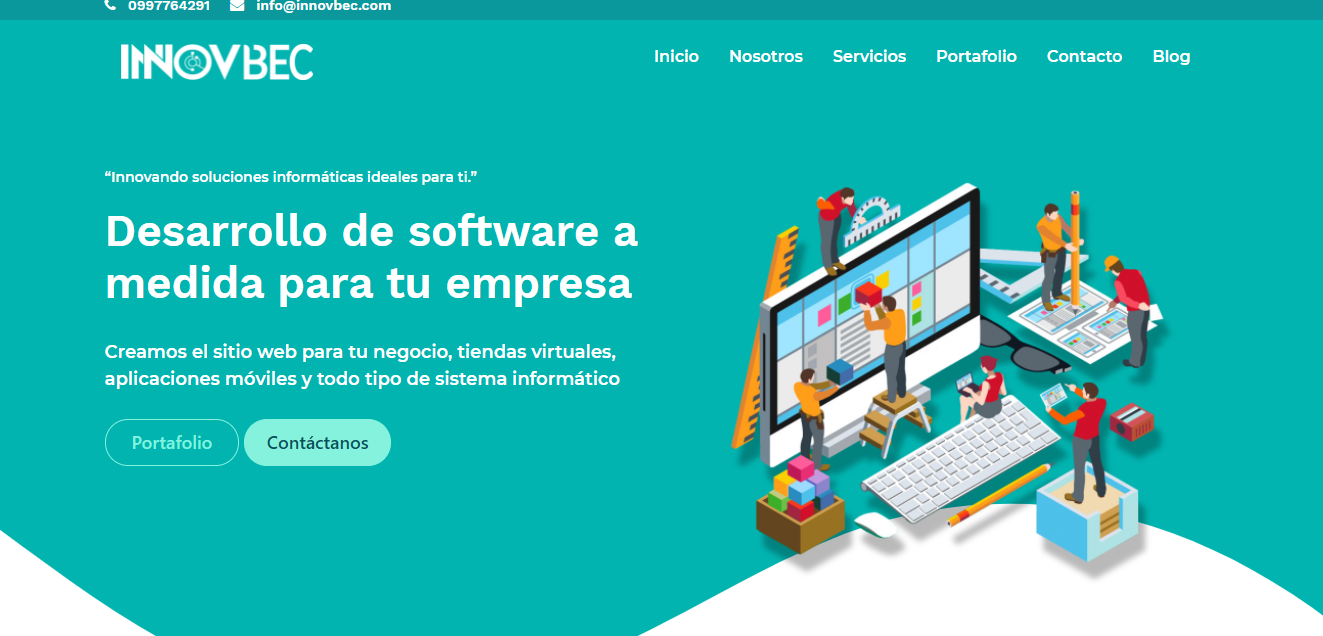 0997764291 info@innovbec.com
INNOVBEC
Inicio Nosotros Servicios Portafolio Contacto Blog
“Innovando soluciones informáticas ideales para ti.”
Desarrollo de software a
medida para tu empresa
Creamos el sitio web para tu negocio, tiendas virtuales,
aplicaciones móviles y todo tipo de sistema informático
Portafolio Contáctanos